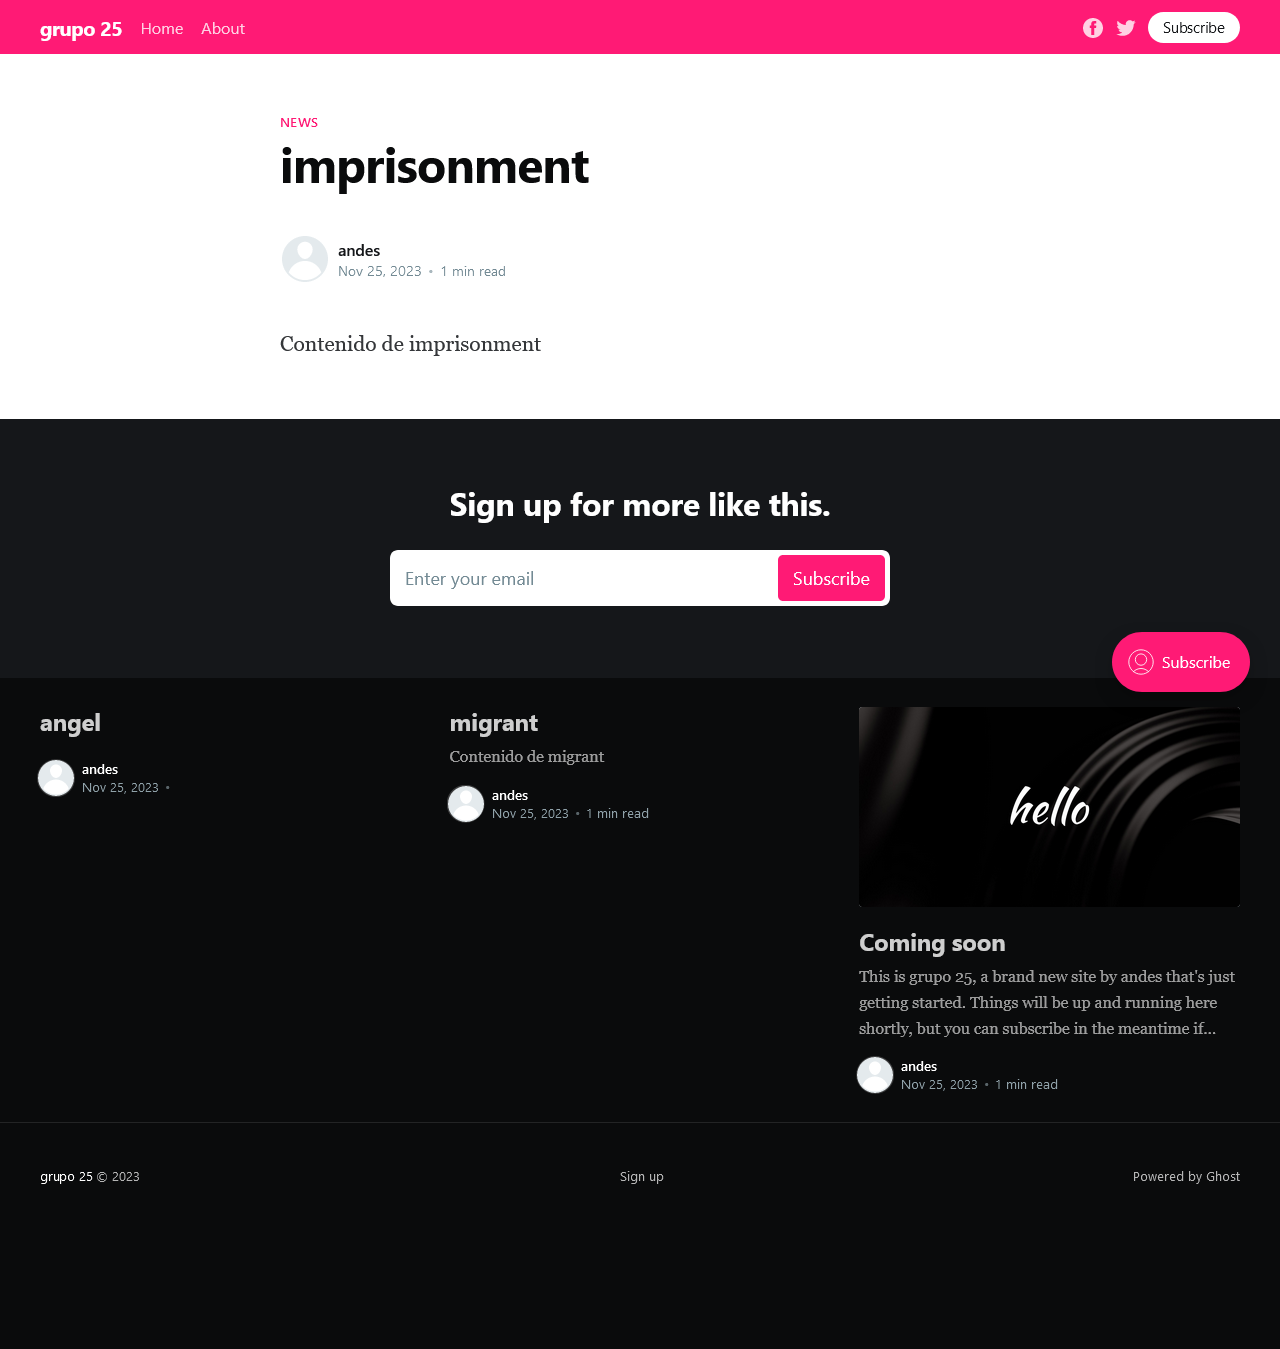 grupo 25 Home About Subscribe
NEWS
imprisonment
andes
Nov 25, 2023 • 1 min read
Contenido de imprisonment
Sign up for more like this.
Enter your email Subscribe
Subscribe
angel
andes
Nov 25, 2023 •
migrant
Contenido de migrant
andes
Nov 25, 2023 • 1 min read
hello
Coming soon
This is grupo 25, a brand new site by andes that's just
getting started. Things will be up and running here
shortly, but you can subscribe in the meantime if...
andes
Nov 25, 2023 • 1 min read
grupo 25 © 2023 Sign up Powered by Ghost